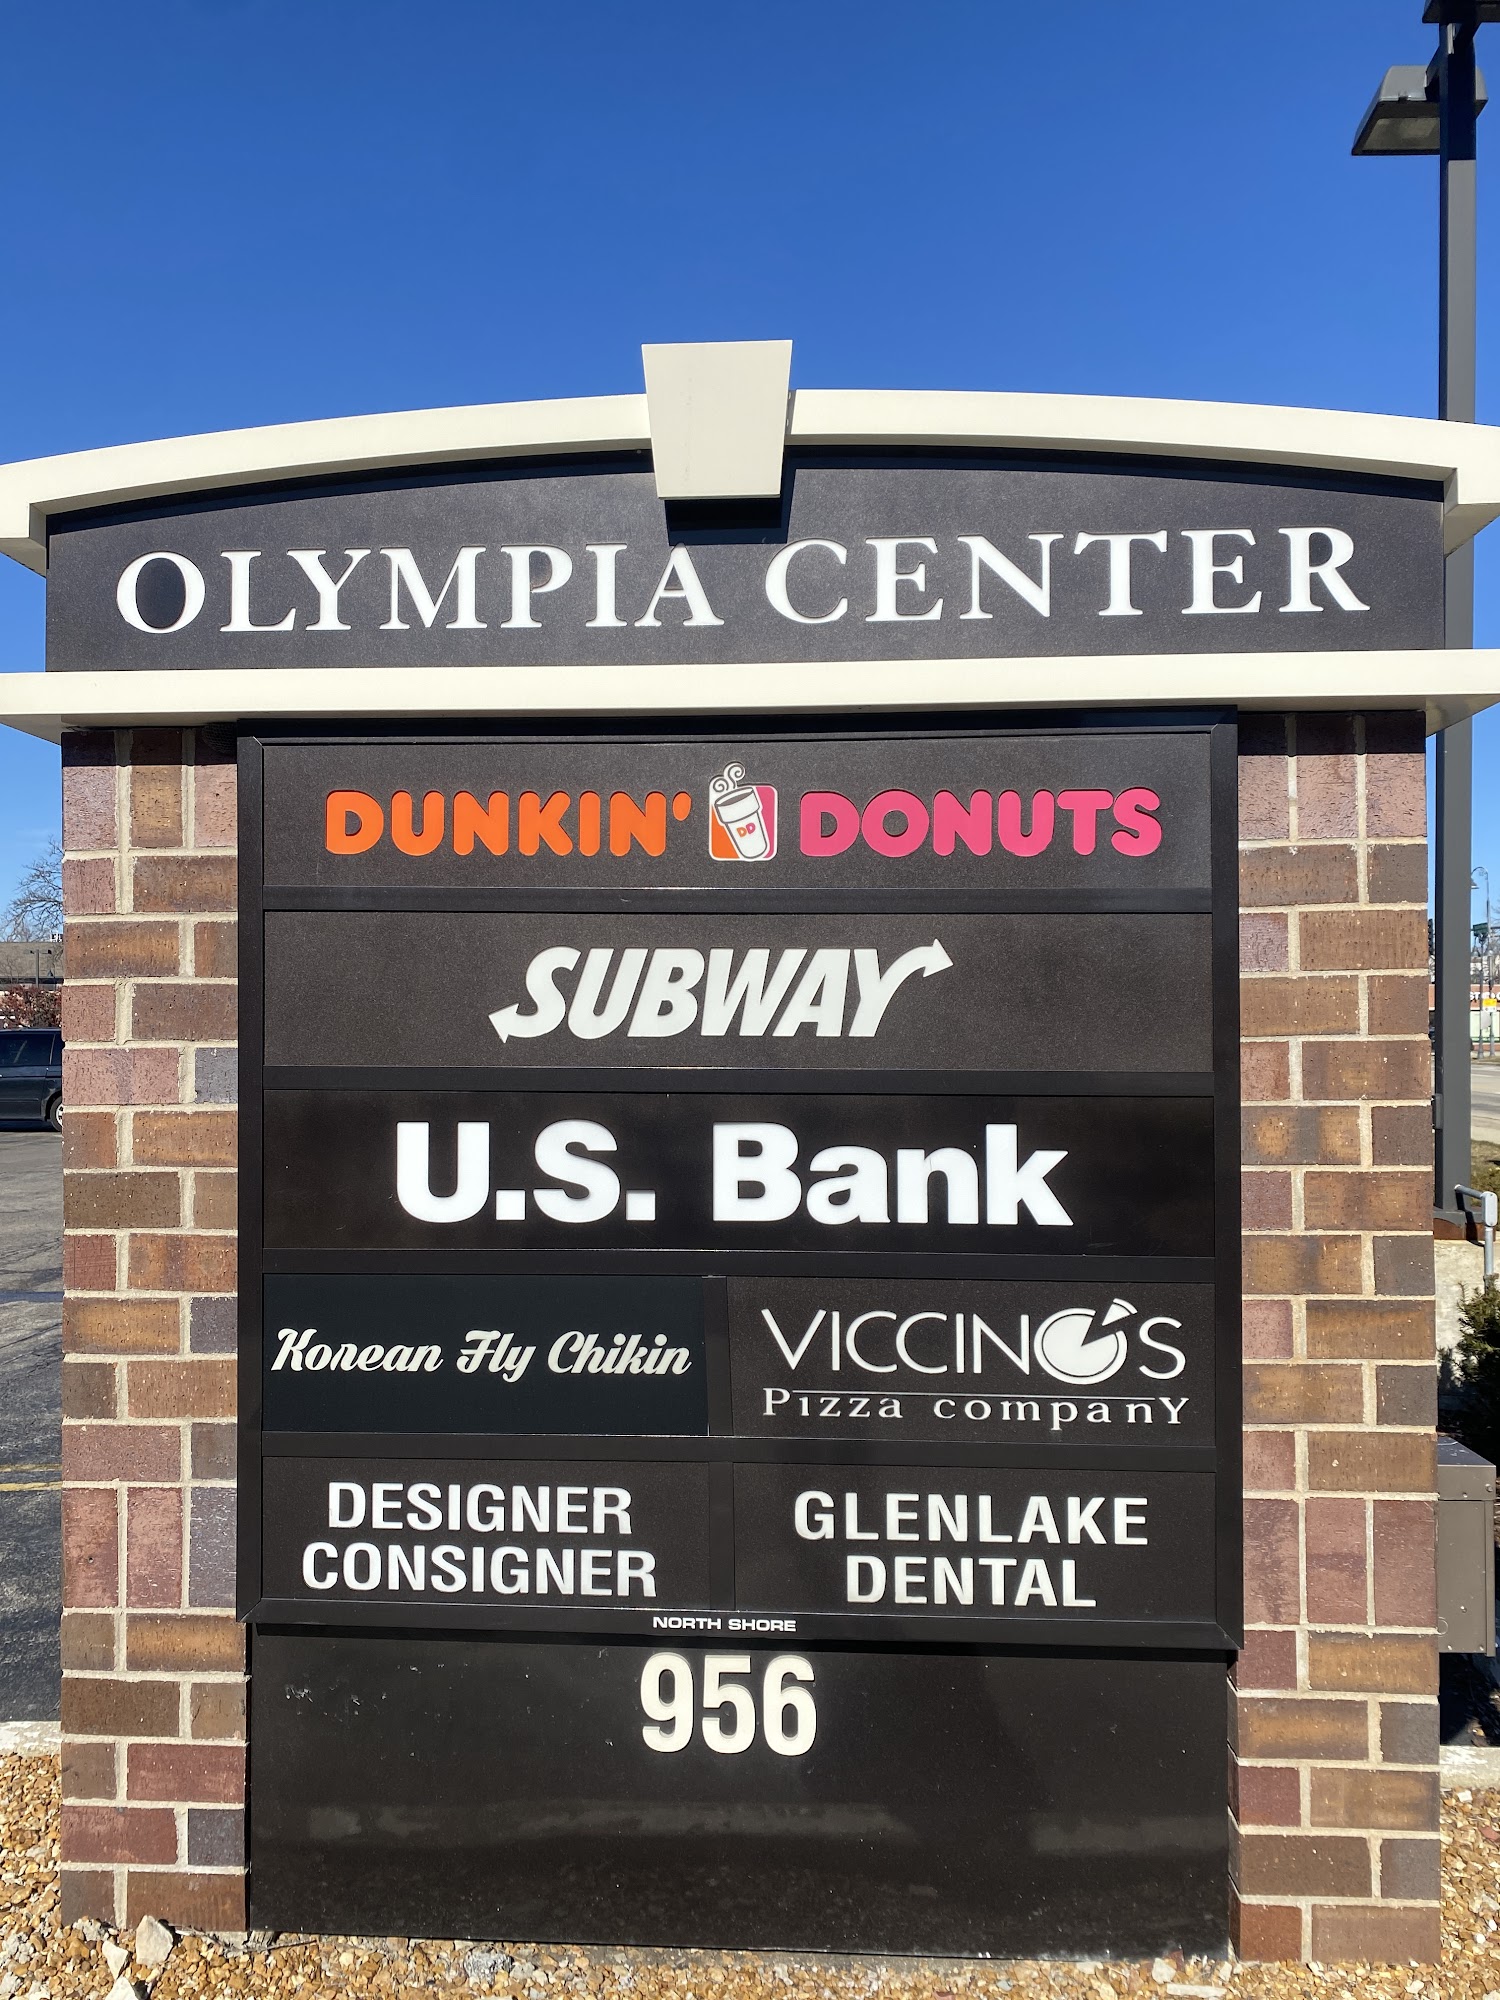 OLYMPIA CENTER
DUNKIN' DD DONUTS
SUBWAY
U.S. Bank
Korean Fly Chikin
VICCINO'S
Pizza company
DESIGNER
CONSIGNER
GLENLAKE
DENTAL
NORTH SHORE
956